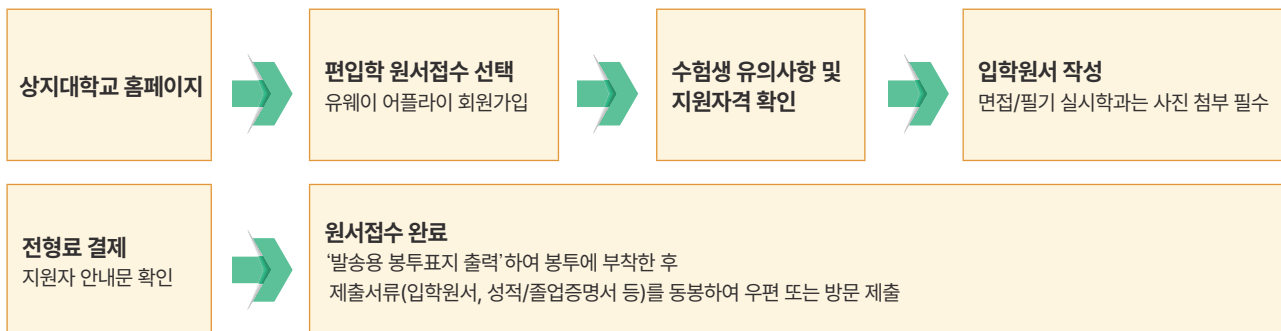 상지대학교 홈페이지
편입학 원서접수 선택
유웨이 어플라이 회원가입
수험생 유의사항 및
지원자격 확인
입학원서 작성
면접/필기 실시학과는 사진 첨부 필수
전형료 결제
지원자 안내문 확인
원서접수 완료
‘발송용 봉투표지 출력’하여 봉투에 부착한 후
제출서류(입학원서, 성적/졸업증명서 등)를 동봉하여 우편 또는 방문 제출